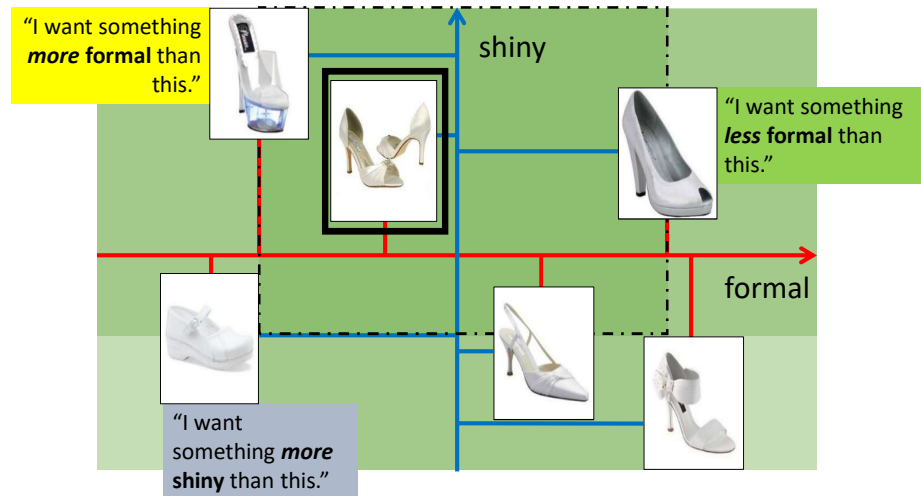 “I want something
more formal than
this.”
shiny
“I want something
less formal than
this.”
formal
“I want
something more
shiny than this.”